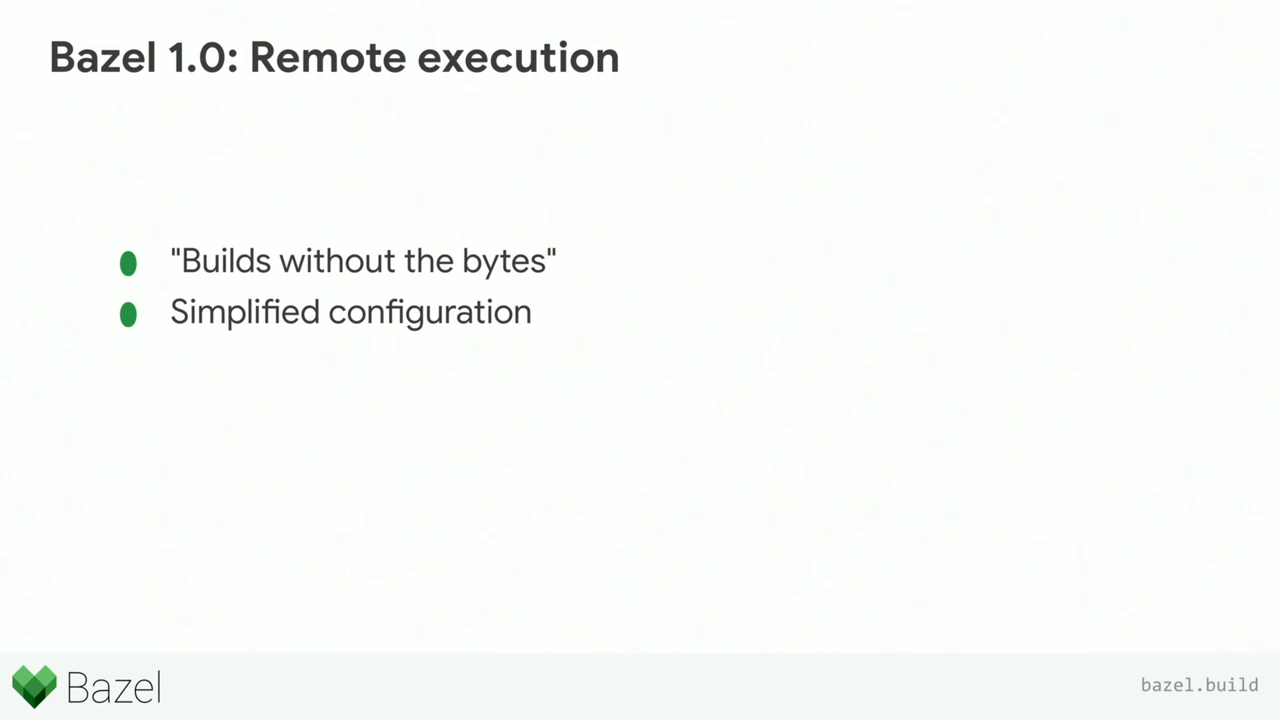 Bazel 1.0: Remote execution
"Builds without the bytes"
Simplified configuration
Bazel
bazel.build